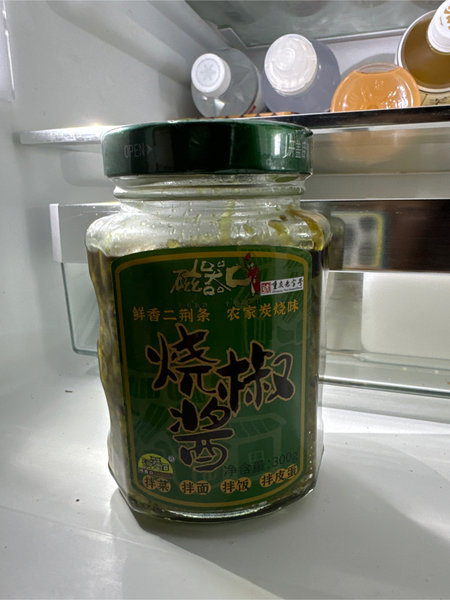 OPEN
磁器口
重庆老字号
鲜香二荆条 农家炭烧味
烧椒酱
净含量:300g
拌菜 拌面 拌饭 拌皮蛋